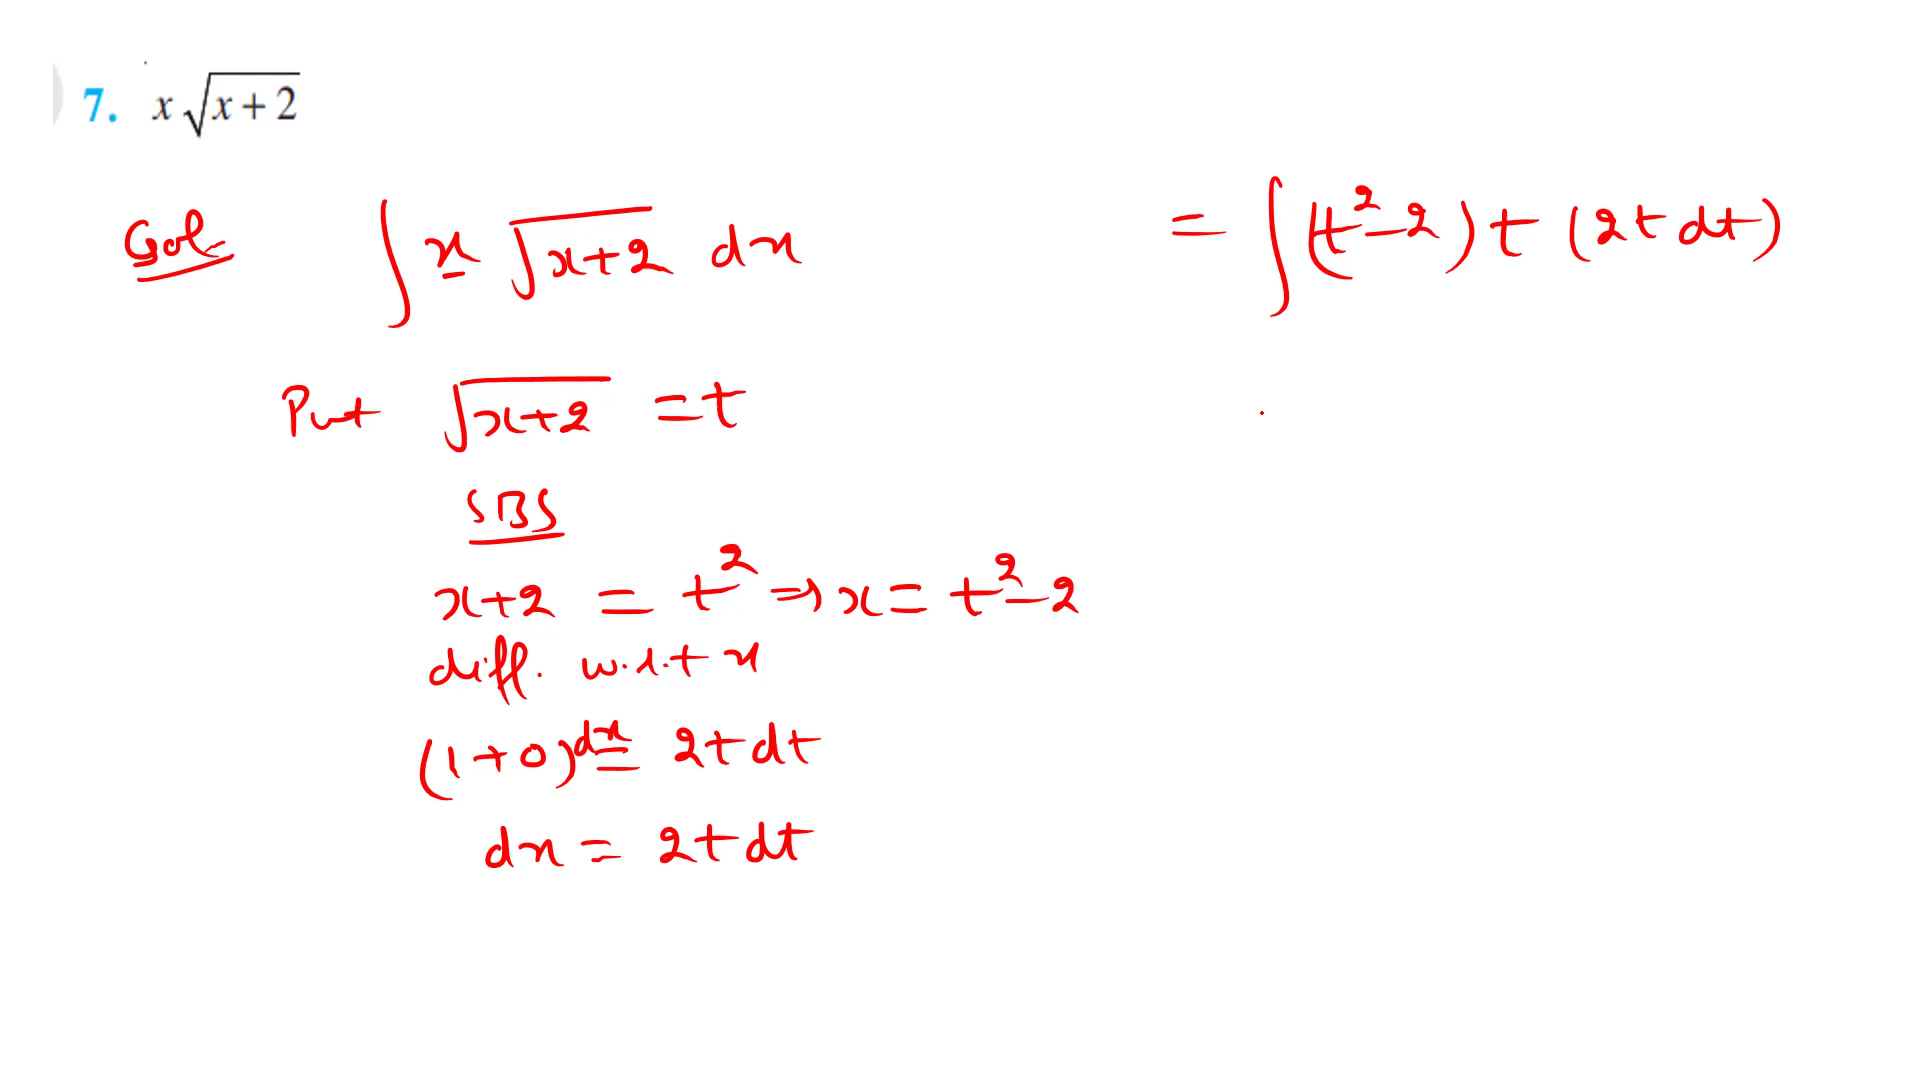 7. x√(x+2)
Sol
∫ x √(x+2) dx
Put √(x+2) = t
SBS
x+2 = t² ⇒ x = t²-2
diff. w.r.t x
(1+0)dx = 2t dt
dx = 2t dt
= ∫ (t²-2) t (2t dt)